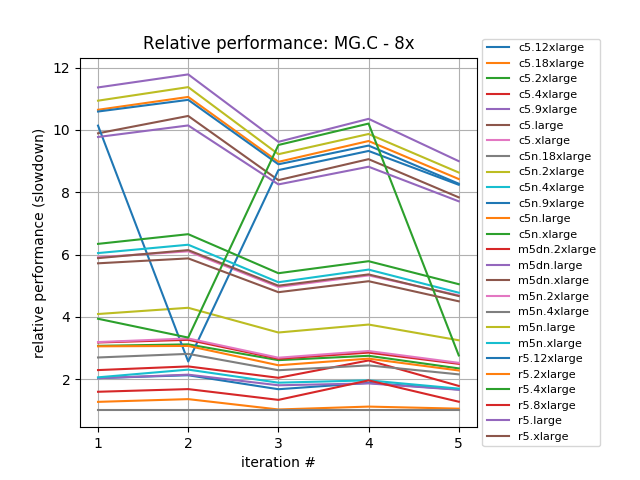 Relative performance: MG.C - 8x
relative performance (slowdown)
12
10
8
6
4
2
1
2
3
4
5
iteration #
c5.12xlarge
c5.18xlarge
c5.2xlarge
c5.4xlarge
c5.9xlarge
c5.large
c5.xlarge
c5n.18xlarge
c5n.2xlarge
c5n.4xlarge
c5n.9xlarge
c5n.large
c5n.xlarge
m5dn.2xlarge
m5dn.large
m5dn.xlarge
m5n.2xlarge
m5n.4xlarge
m5n.large
m5n.xlarge
r5.12xlarge
r5.2xlarge
r5.4xlarge
r5.8xlarge
r5.large
r5.xlarge